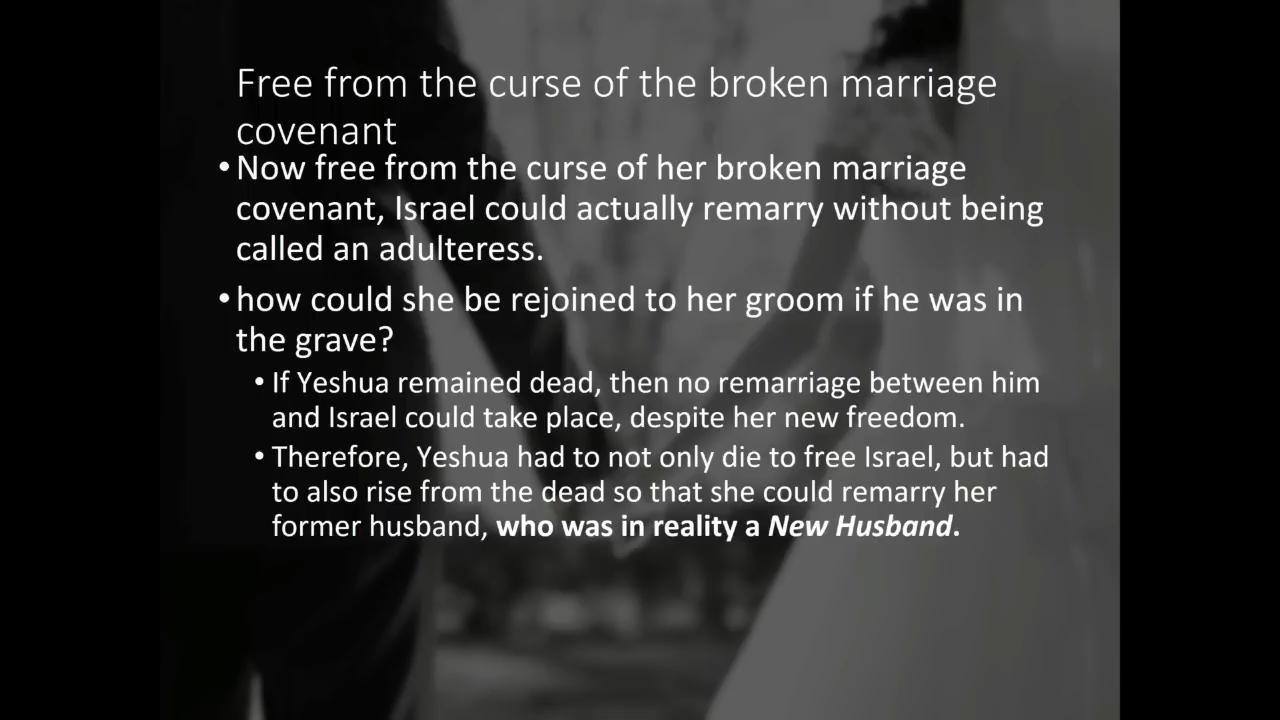 Free from the curse of the broken marriage
covenant
•Now free from the curse of her broken marriage
covenant, Israel could actually remarry without being
called an adulteress.
•how could she be rejoined to her groom if he was in
the grave?
•If Yeshua remained dead, then no remarriage between him
and Israel could take place, despite her new freedom.
•Therefore, Yeshua had to not only die to free Israel, but had
to also rise from the dead so that she could remarry her
former husband, who was in reality a New Husband.